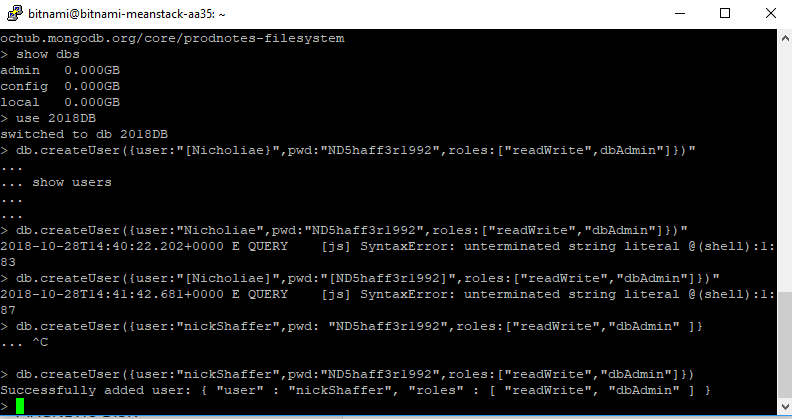 bitnami@bitnami-meanstack-aa35: ~
ochub.mongodb.org/core/prodnotes-filesystem
> show dbs
admin   0.000GB
config  0.000GB
local   0.000GB
> use 2018DB
switched to db 2018DB
> db.createUser({user:"[Nicholiae}",pwd:"ND5haff3r1992",roles:["readWrite",dbAdmin"]})"
...
... show users
...
...
> db.createUser({user:"Nicholiae",pwd:"ND5haff3r1992",roles:["readWrite","dbAdmin"]})"
2018-10-28T14:40:22.202+0000 E QUERY    [js] SyntaxError: unterminated string literal @(shell):1:
83
> db.createUser({user:"[Nicholiae]",pwd:"[ND5haff3r1992]",roles:["readWrite","dbAdmin"]})"
2018-10-28T14:41:42.681+0000 E QUERY    [js] SyntaxError: unterminated string literal @(shell):1:
87
> db.createUser({user:"nickShaffer",pwd: "ND5haff3r1992",roles:["readWrite","dbAdmin" ]}
... ^C
> db.createUser({user:"nickShaffer",pwd:"ND5haff3r1992",roles:["readWrite","dbAdmin"]})
Successfully added user: { "user" : "nickShaffer", "roles" : [ "readWrite", "dbAdmin" ] }
>